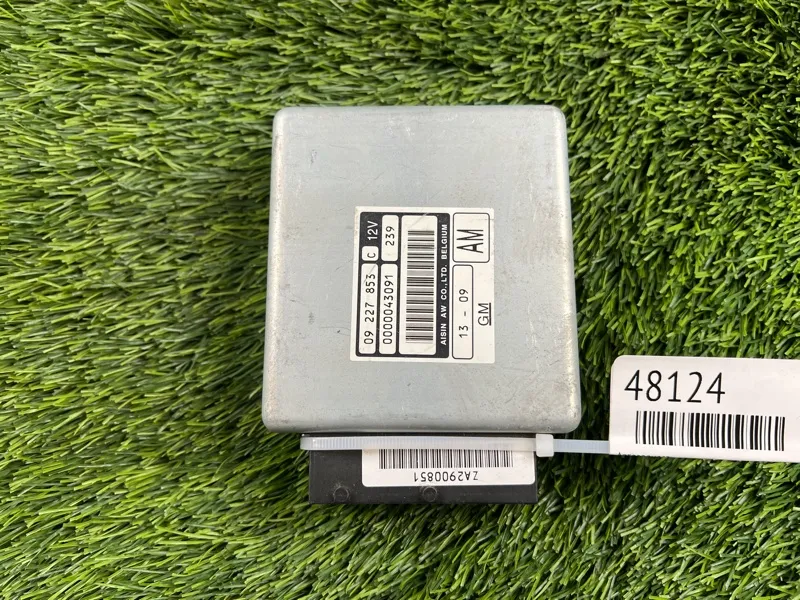 09 227 853 C 12V
0000043091 239
AISIN AW CO.,LTD. BELGIUM
13 - 09 AM
GM
48124
ZA2900851